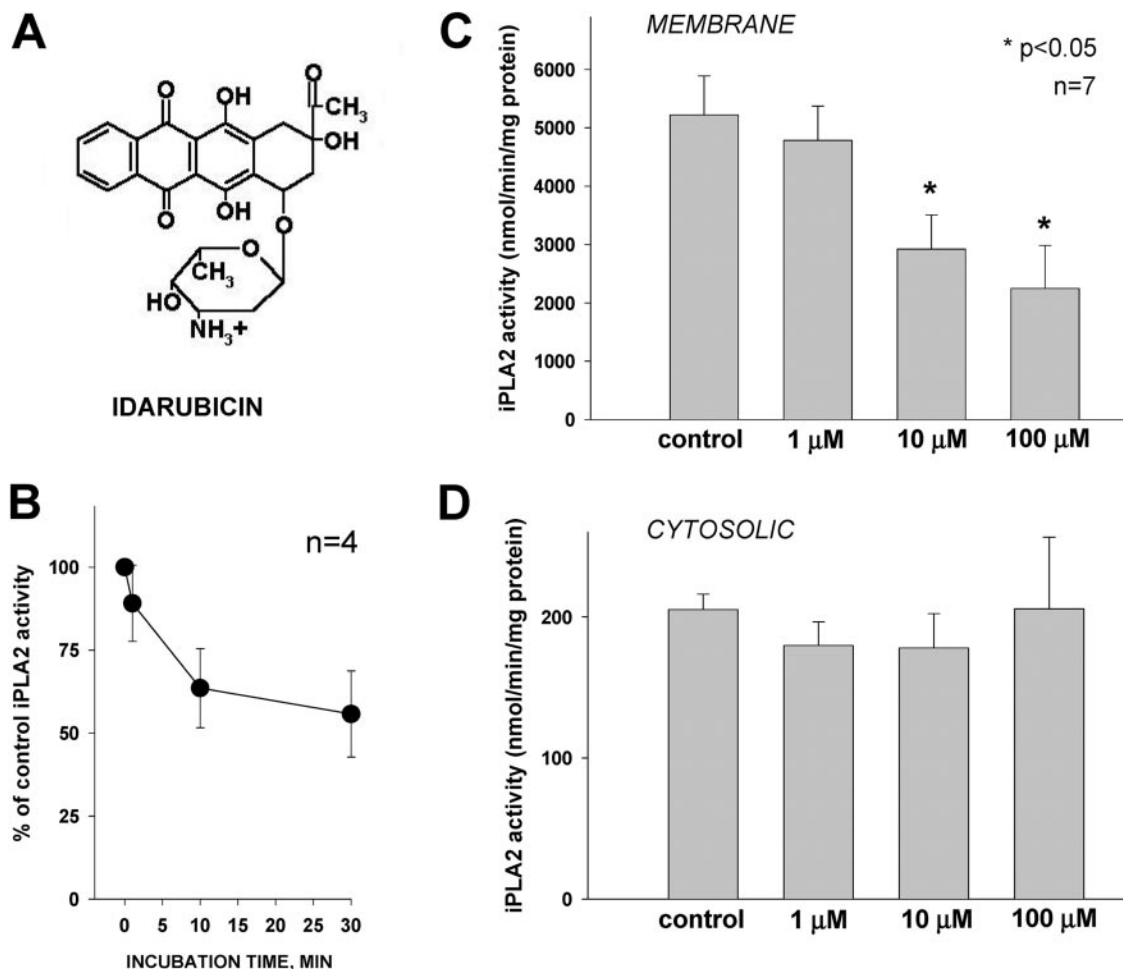 A
O
OH
O
CH3
OH
O
OH
O
O
CH3
HO
NH3+
IDARUBICIN
B
n=4
% of control iPLA2 activity
100
75
50
25
0
0 5 10 15 20 25 30
INCUBATION TIME, MIN
C
MEMBRANE
* p<0.05
n=7
iPLA2 activity (nmol/min/mg protein)
6000
5000
4000
3000
2000
1000
0
*
*
control 1 μM 10 μM 100 μM
D
CYTOSOLIC
iPLA2 activity (nmol/min/mg protein)
200
100
0
control 1 μM 10 μM 100 μM